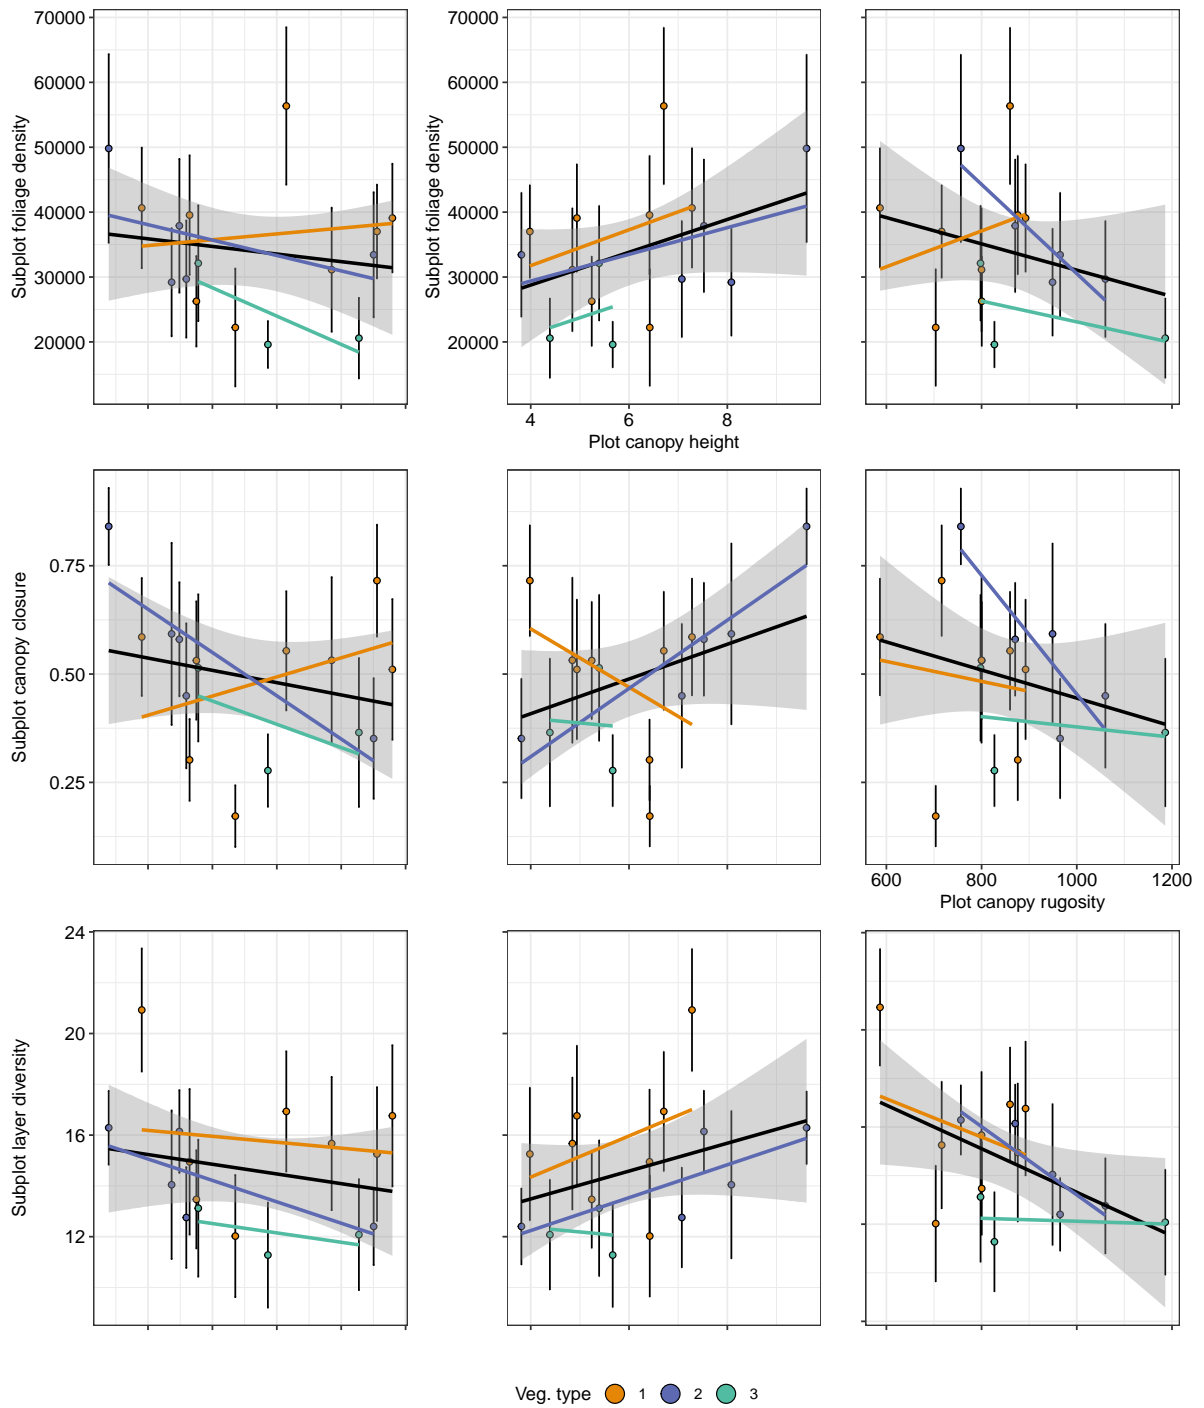 70000
60000
50000
40000
30000
20000
Subplot foliage density
70000
60000
50000
40000
30000
20000
Subplot foliage density
4 6 8
Plot canopy height
0.75
0.50
0.25
Subplot canopy closure
600 800 1000 1200
Plot canopy rugosity
24
20
16
12
Subplot layer diversity
Veg. type 1 2 3